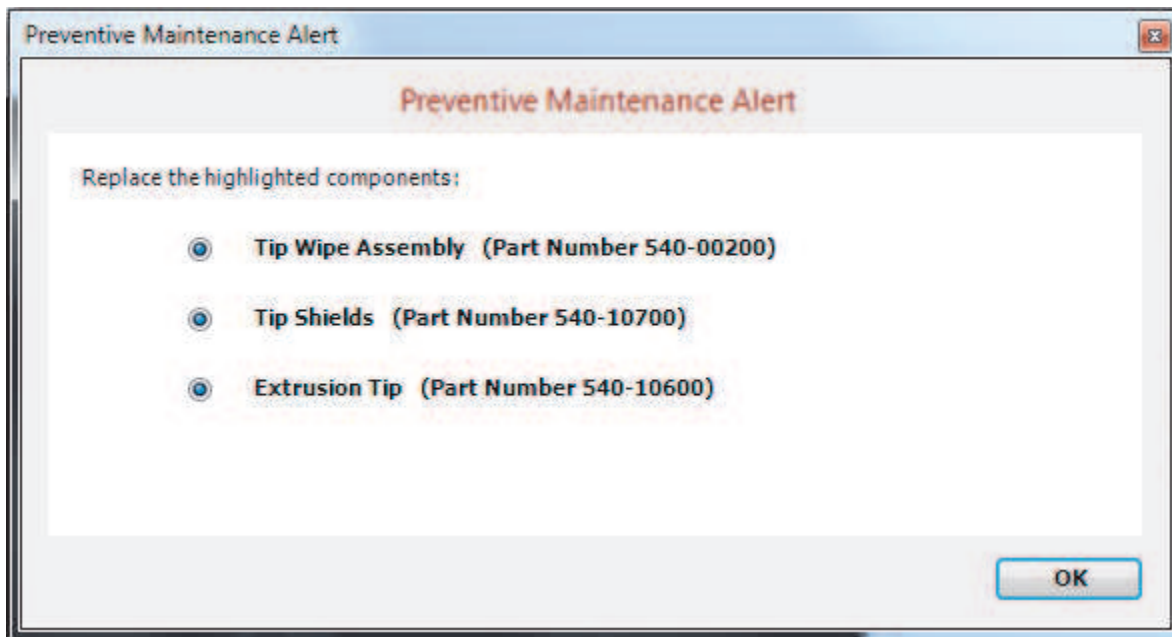 Preventive Maintenance Alert
Preventive Maintenance Alert
Replace the highlighted components:
Tip Wipe Assembly (Part Number 540-00200)
Tip Shields (Part Number 540-10700)
Extrusion Tip (Part Number 540-10600)
OK